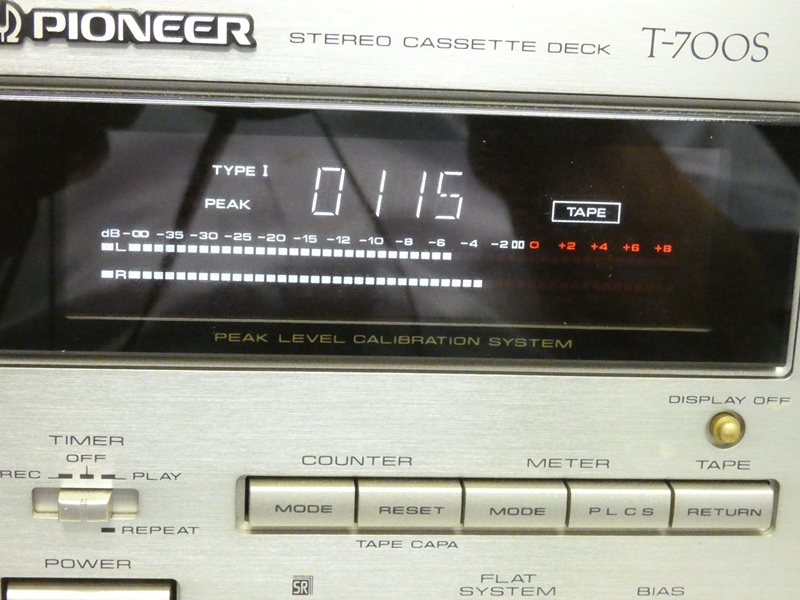 PIONEER STEREO CASSETTE DECK T-700S
TYPE I 0115
PEAK TAPE
dB -∞ -35 -30 -25 -20 -15 -12 -10 -8 -6 -4 -2 0 +2 +4 +6 +8
L
R
PEAK LEVEL CALIBRATION SYSTEM
DISPLAY OFF
TIMER
OFF
REC PLAY
REPEAT
COUNTER METER TAPE
MODE RESET MODE PLCS RETURN
TAPE CAPA
POWER
SR
FLAT
SYSTEM
BIAS